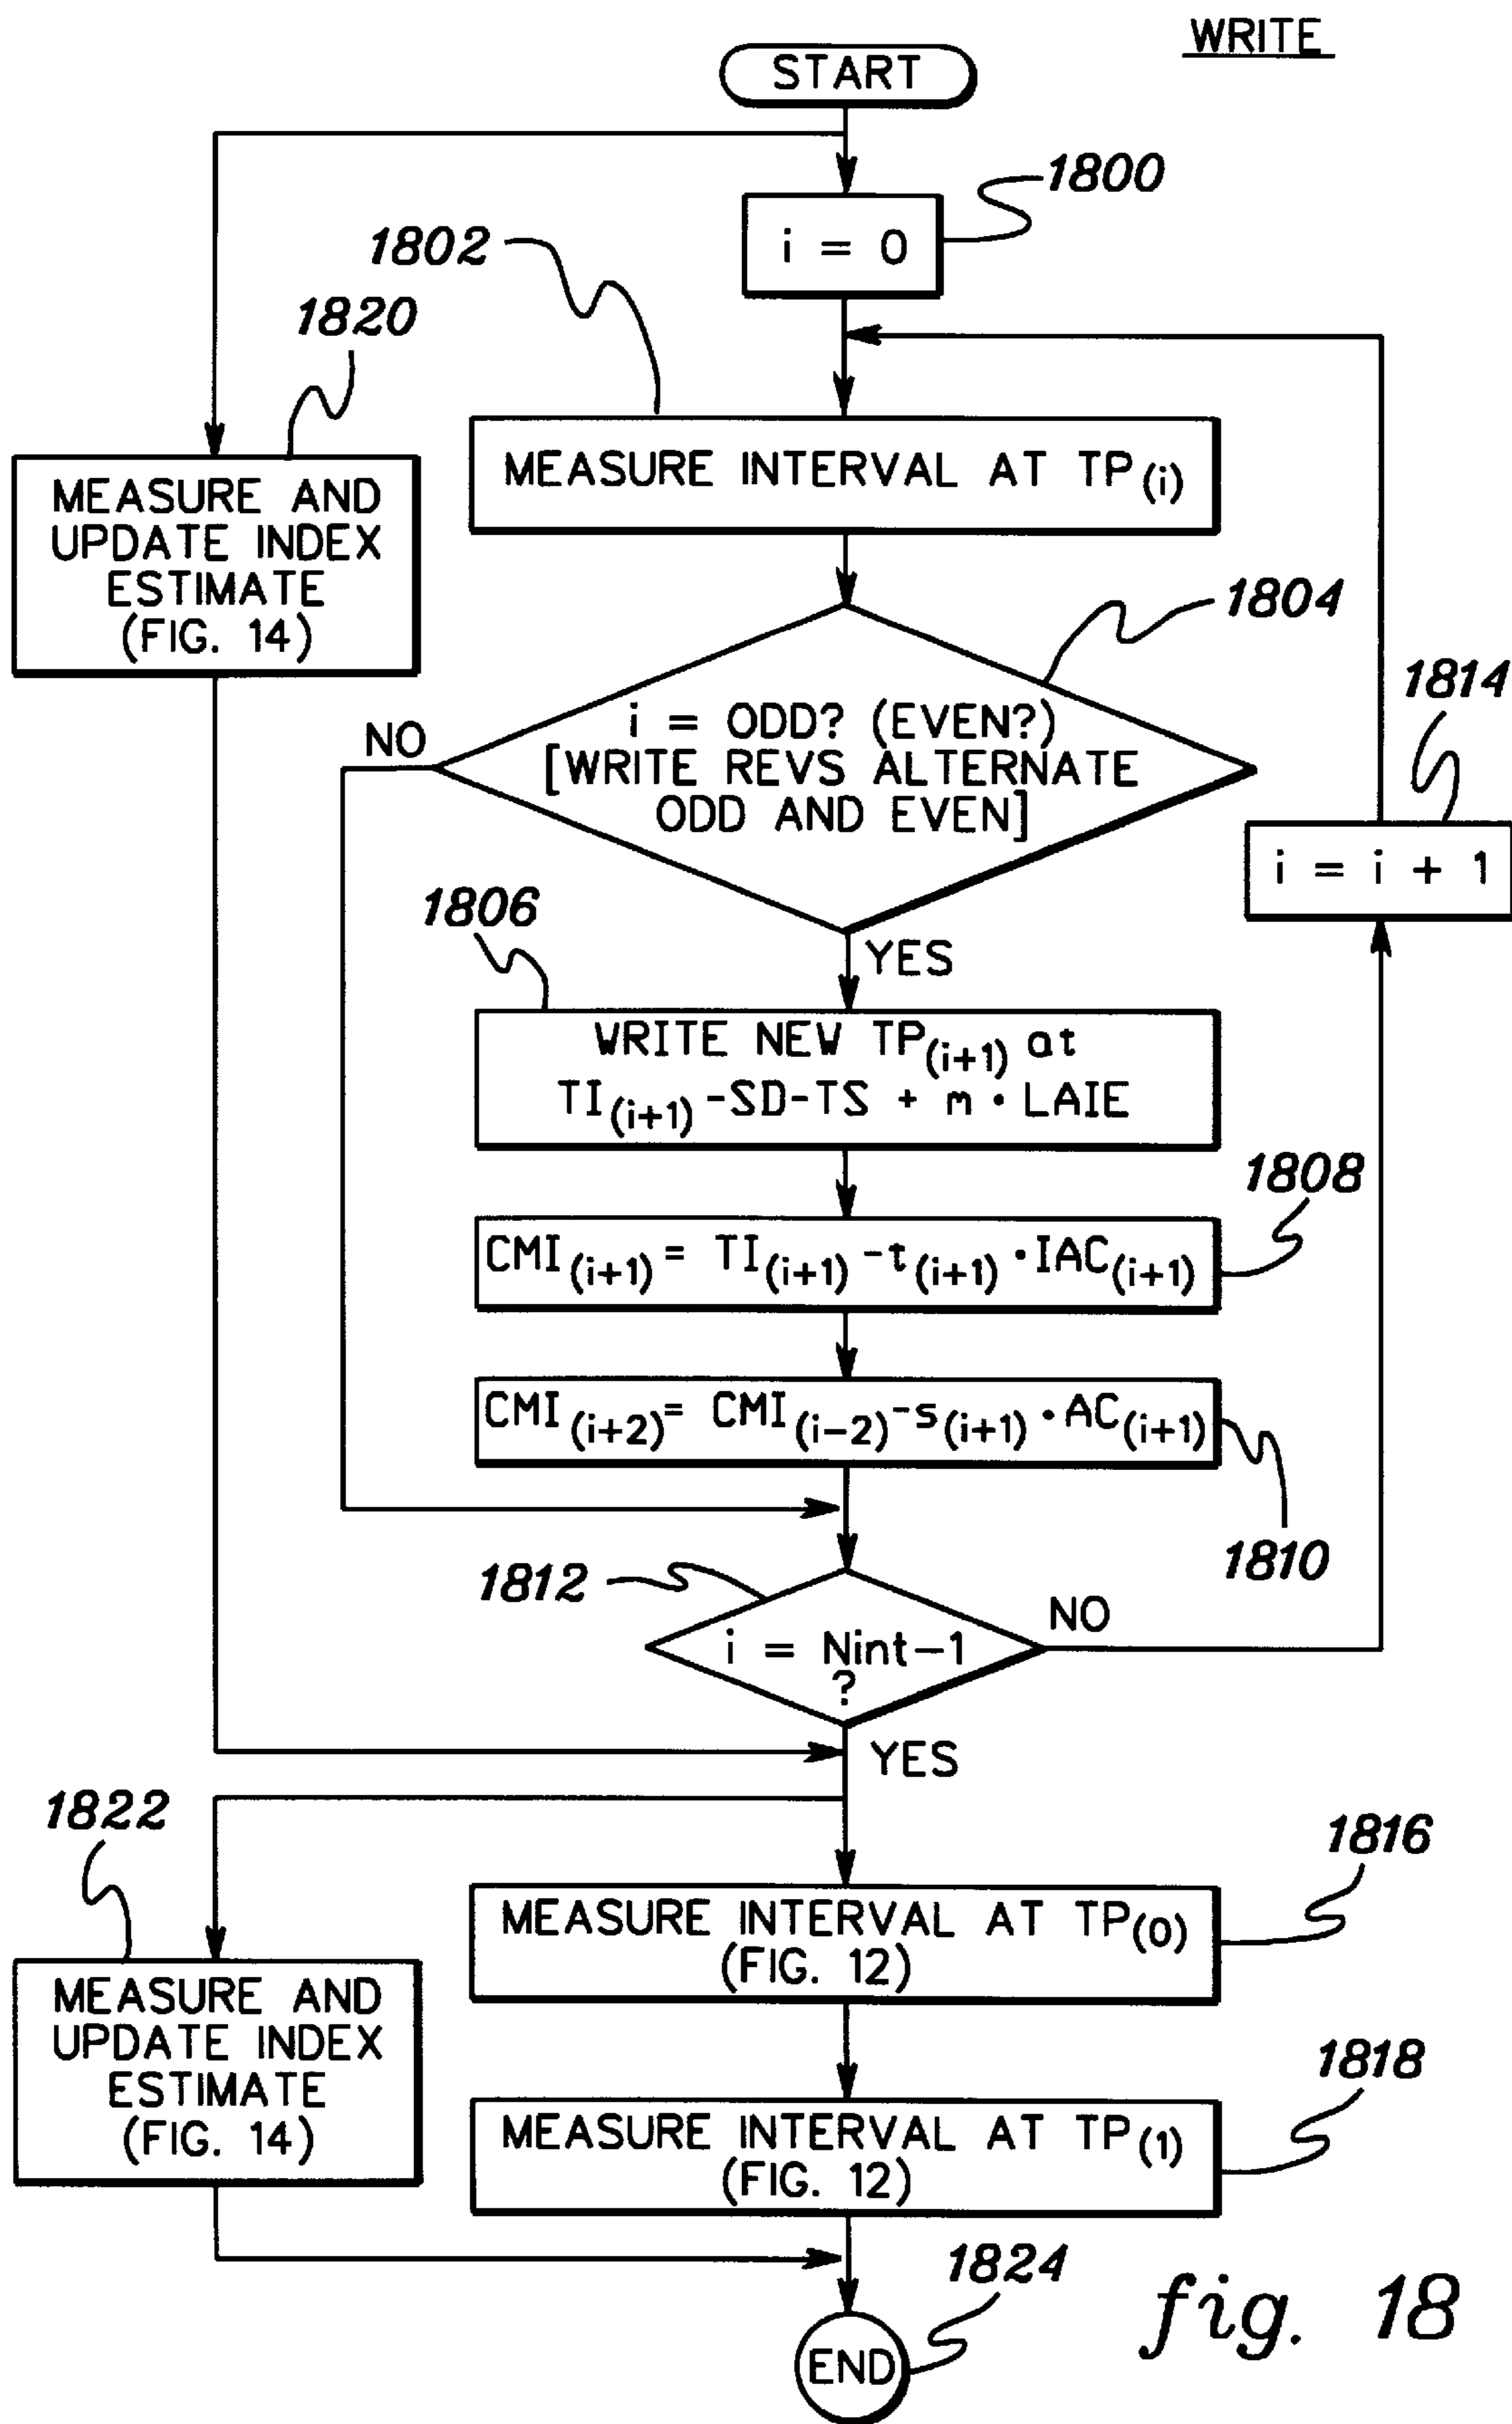 WRITE
START
1800
i = 0
1802
1820
MEASURE INTERVAL AT TP(i)
MEASURE AND
UPDATE INDEX
ESTIMATE
(FIG. 14)
1804
1814
NO
i = ODD? (EVEN?)
[WRITE REVS ALTERNATE
ODD AND EVEN]
i = i + 1
1806
YES
WRITE NEW TP(i+1) at
TI(i+1) -SD-TS + m • LAIE
1808
CMI(i+1) = TI(i+1) -t(i+1) • IAC(i+1)
CMI(i+2) = CMI(i-2) -s(i+1) • AC(i+1)
1810
1812
NO
i = Nint-1
?
YES
1822
1816
MEASURE INTERVAL AT TP(0)
(FIG. 12)
MEASURE AND
UPDATE INDEX
ESTIMATE
(FIG. 14)
1818
MEASURE INTERVAL AT TP(1)
(FIG. 12)
1824
END
fig. 18